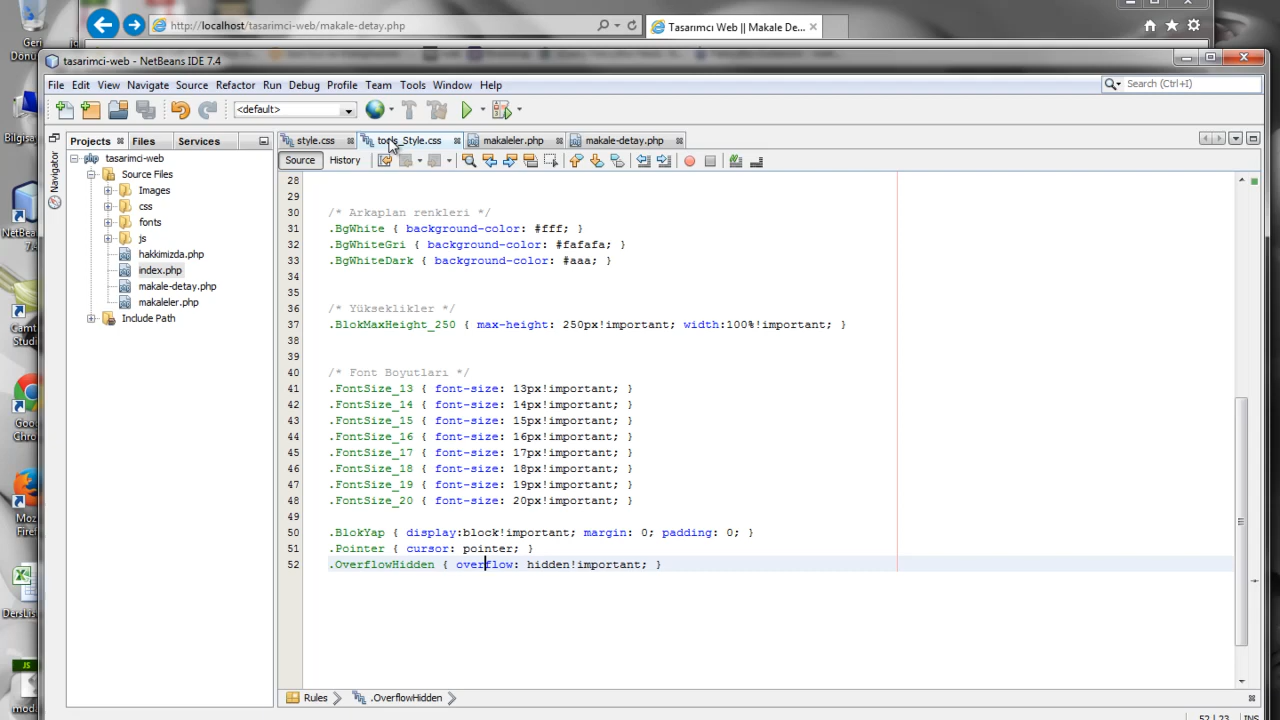 http://localhost/tasarimci-web/makale-detay.php
Tasarımcı Web || Makale De...
Geri
tasarimci-web - NetBeans IDE 7.4
File Edit View Navigate Source Refactor Run Debug Profile Team Tools Window Help
Search (Ctrl+I)
<default>
Projects Files Services
style.css tools_Style.css makaleler.php makale-detay.php
Source History
Navigator
tasarimci-web
Source Files
Images
css
fonts
js
hakkimizda.php
index.php
makale-detay.php
makaleler.php
Include Path
28
29
30 /* Arkaplan renkleri */
31 .BgWhite { background-color: #fff; }
32 .BgWhiteGri { background-color: #fafafa; }
33 .BgWhiteDark { background-color: #aaa; }
34
35
36 /* Yükseklikler */
37 .BlokMaxHeight_250 { max-height: 250px!important; width:100%!important; }
38
39
40 /* Font Boyutları */
41 .FontSize_13 { font-size: 13px!important; }
42 .FontSize_14 { font-size: 14px!important; }
43 .FontSize_15 { font-size: 15px!important; }
44 .FontSize_16 { font-size: 16px!important; }
45 .FontSize_17 { font-size: 17px!important; }
46 .FontSize_18 { font-size: 18px!important; }
47 .FontSize_19 { font-size: 19px!important; }
48 .FontSize_20 { font-size: 20px!important; }
49
50 .BlokYap { display:block!important; margin: 0; padding: 0; }
51 .Pointer { cursor: pointer; }
52 .OverflowHidden { overflow: hidden!important; }
Rules .OverflowHidden
52 | 23 INS
Bilgisa
NetBe
7.
Camt
Studi
Goo
Chro
Moz
Firef
DersLis
JS
mod.